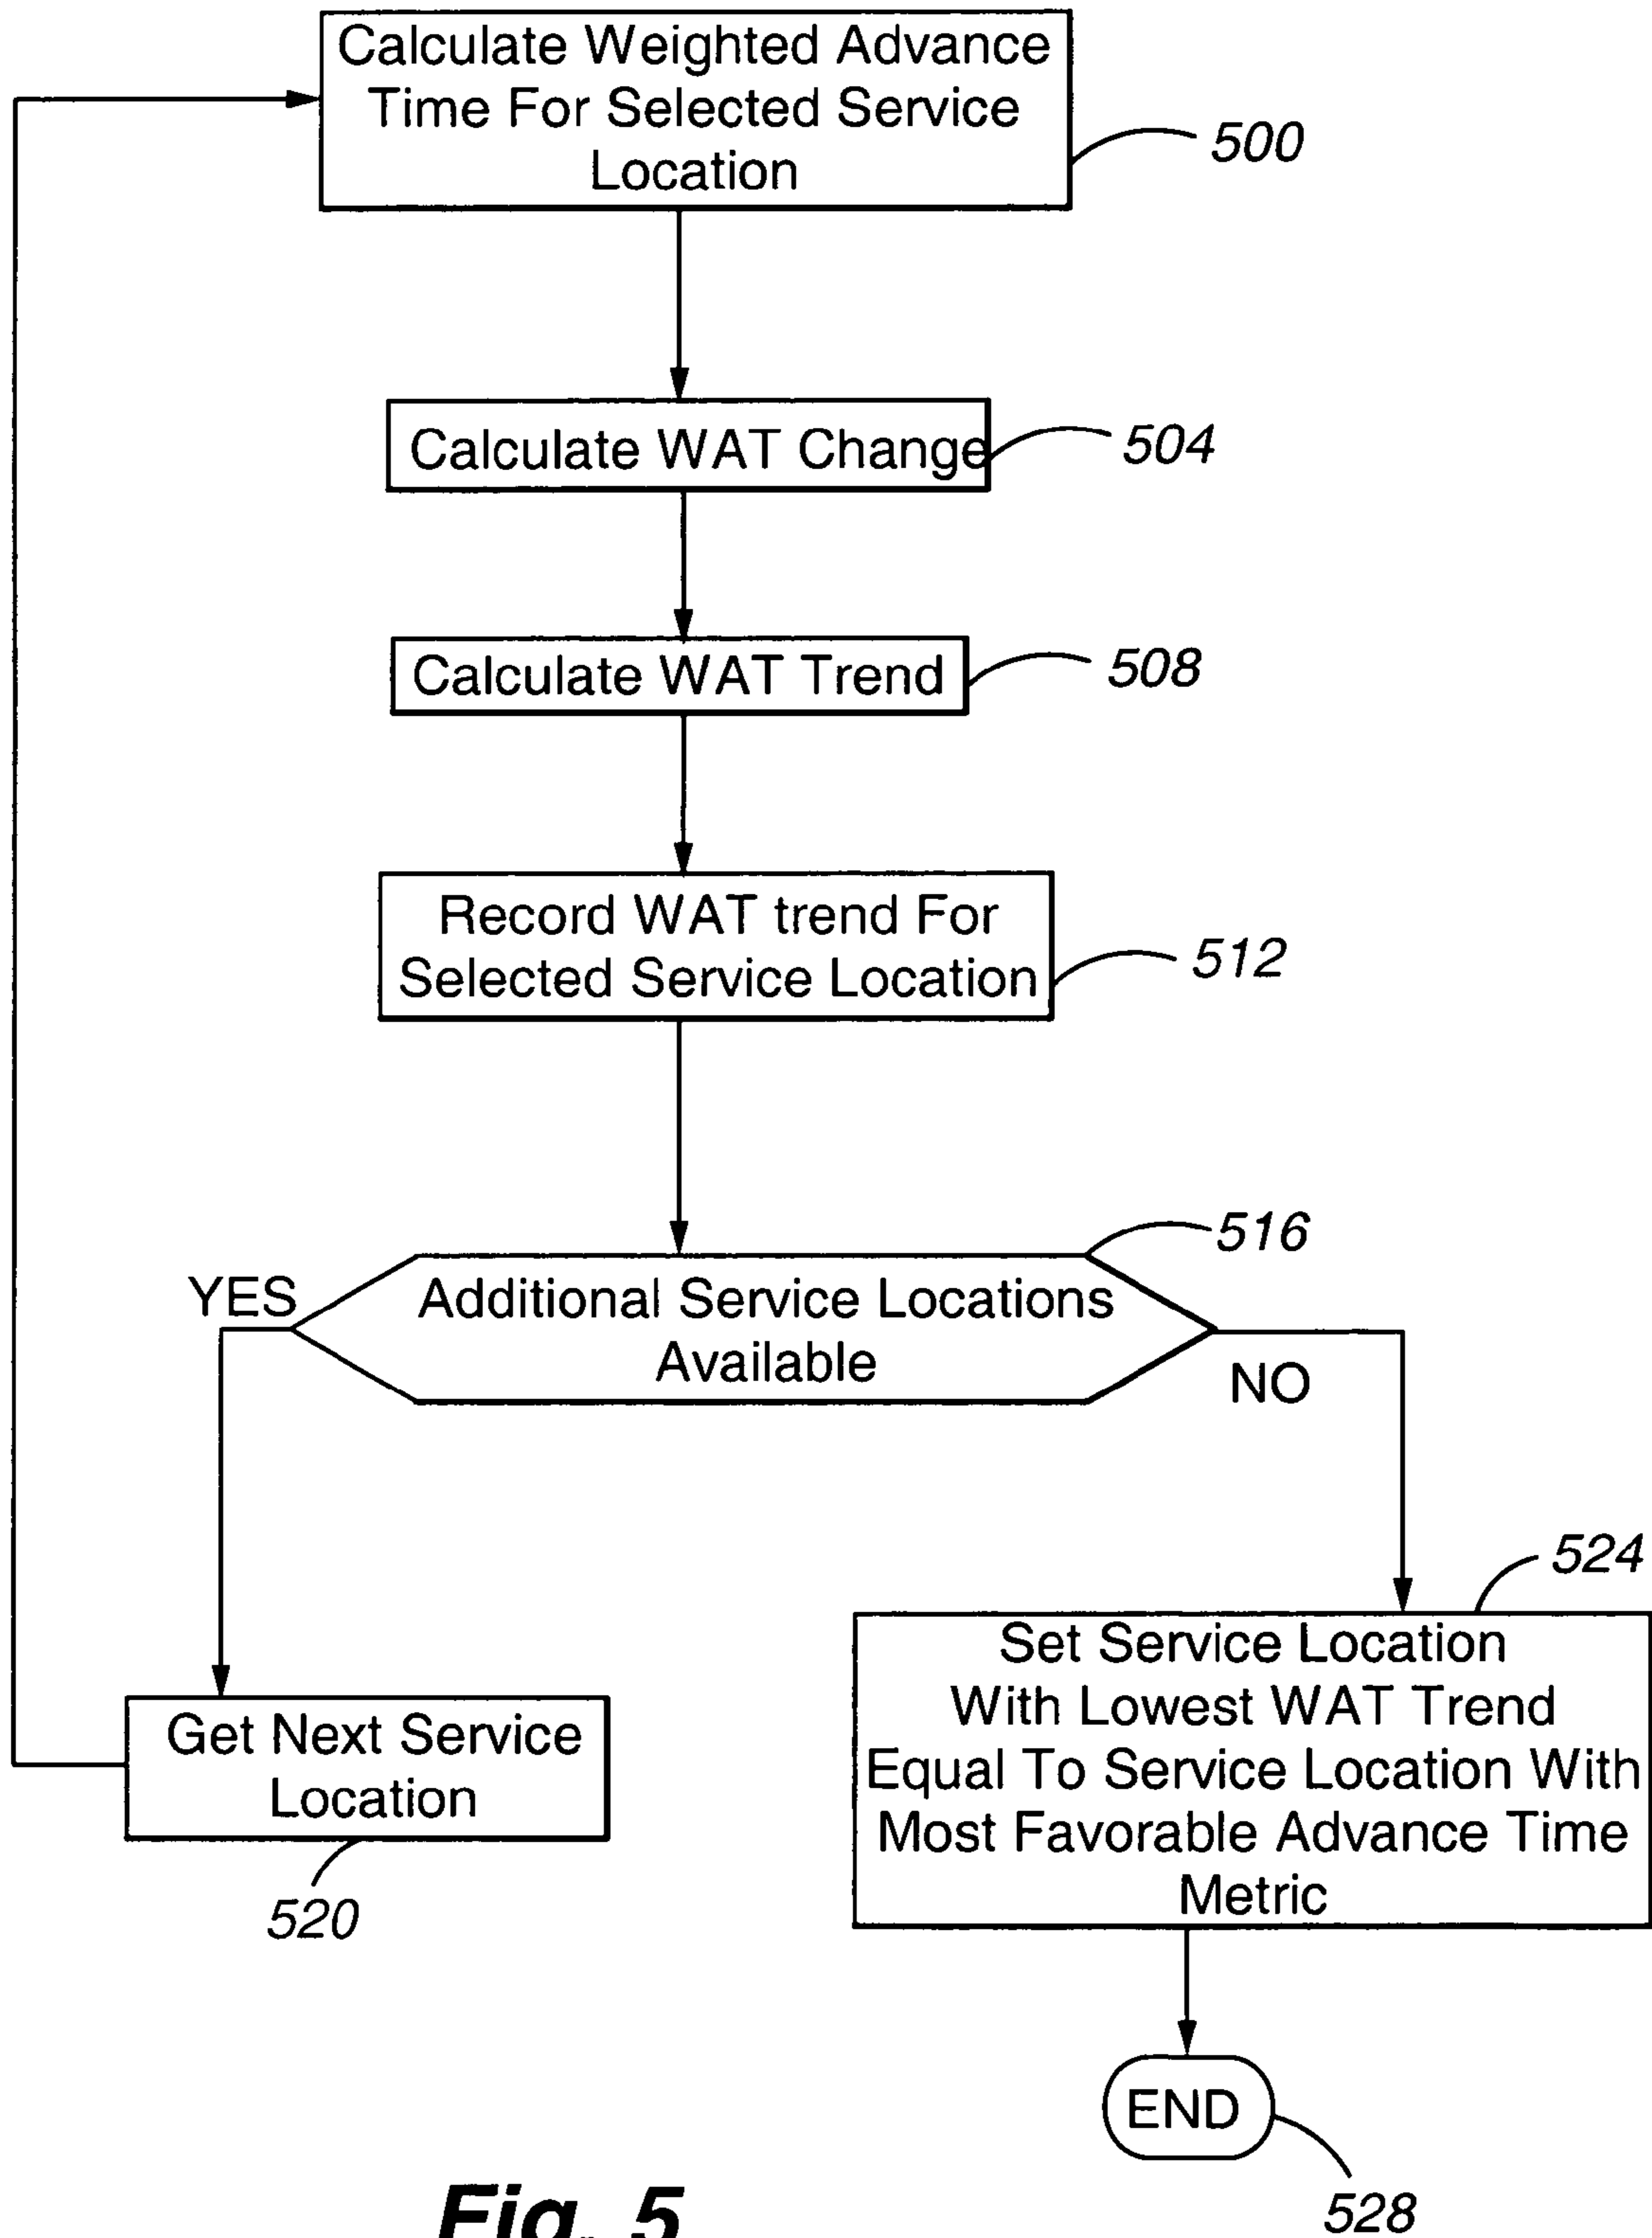 Calculate Weighted Advance
Time For Selected Service
Location
500
Calculate WAT Change
504
Calculate WAT Trend
508
Record WAT trend For
Selected Service Location
512
516
YES
Additional Service Locations
Available
NO
524
Set Service Location
With Lowest WAT Trend
Equal To Service Location With
Most Favorable Advance Time
Metric
Get Next Service
Location
520
END
528
Fig. 5